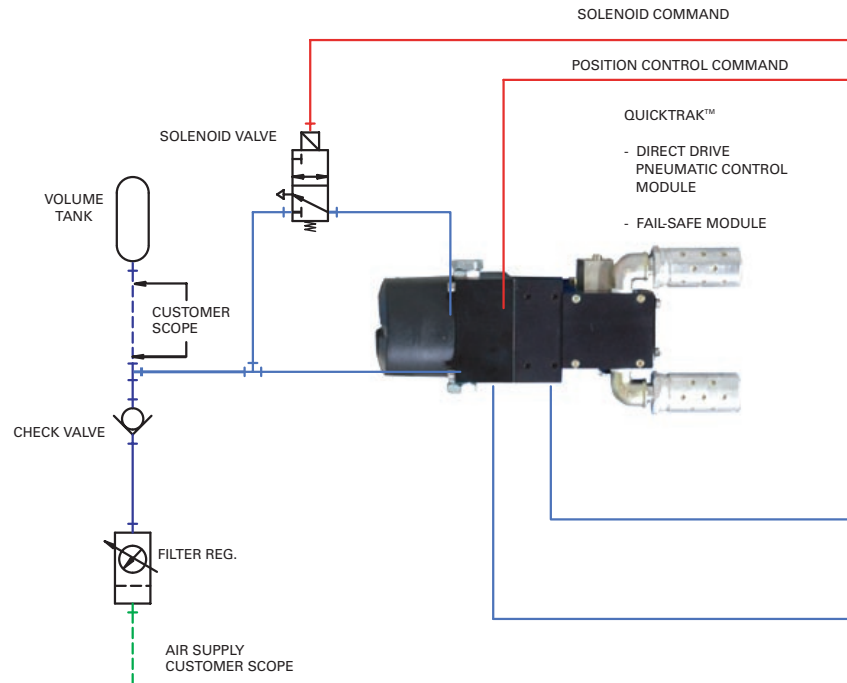 SOLENOID COMMAND
POSITION CONTROL COMMAND
QUICKTRAK™
- DIRECT DRIVE
PNEUMATIC CONTROL
MODULE
- FAIL-SAFE MODULE
SOLENOID VALVE
VOLUME
TANK
CUSTOMER
SCOPE
CHECK VALVE
FILTER REG.
AIR SUPPLY
CUSTOMER SCOPE